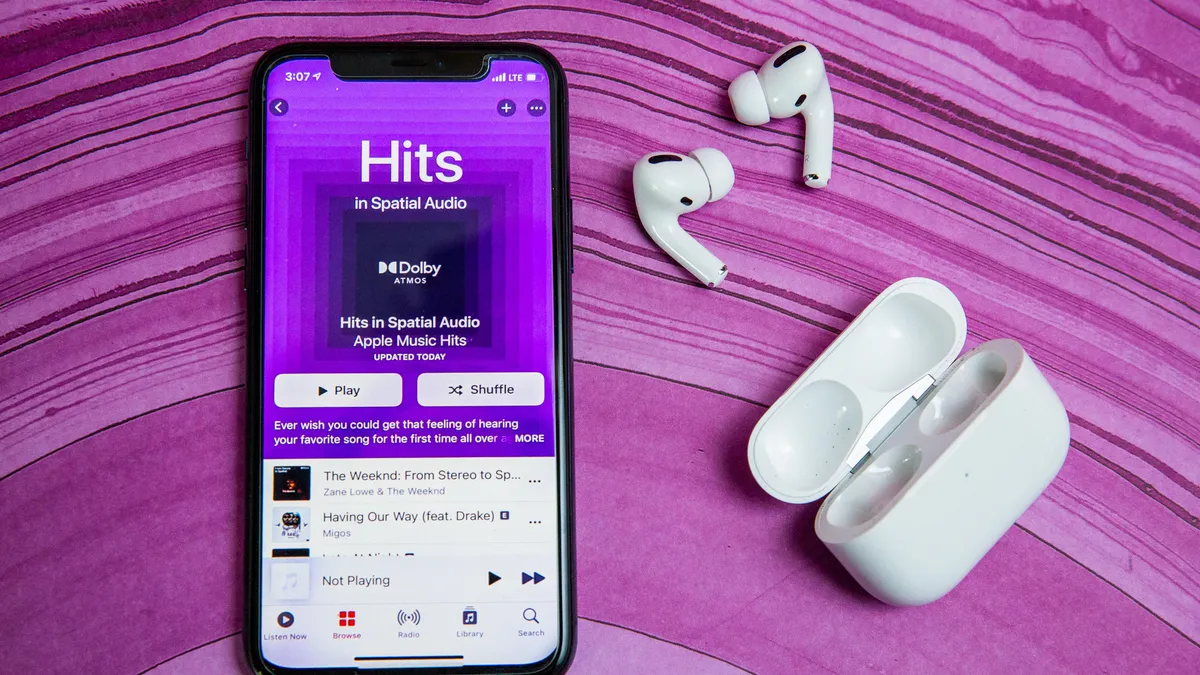 3:07
LTE
Hits
in Spatial Audio
Dolby
ATMOS
Hits in Spatial Audio
Apple Music Hits
UPDATED TODAY
Play
Shuffle
Ever wish you could get that feeling of hearing
your favorite song for the first time all over MORE
The Weeknd: From Stereo to Sp...
Zane Lowe & The Weeknd
Having Our Way (feat. Drake) E
Migos
Not Playing
Listen Now
Browse
Radio
Library
Search